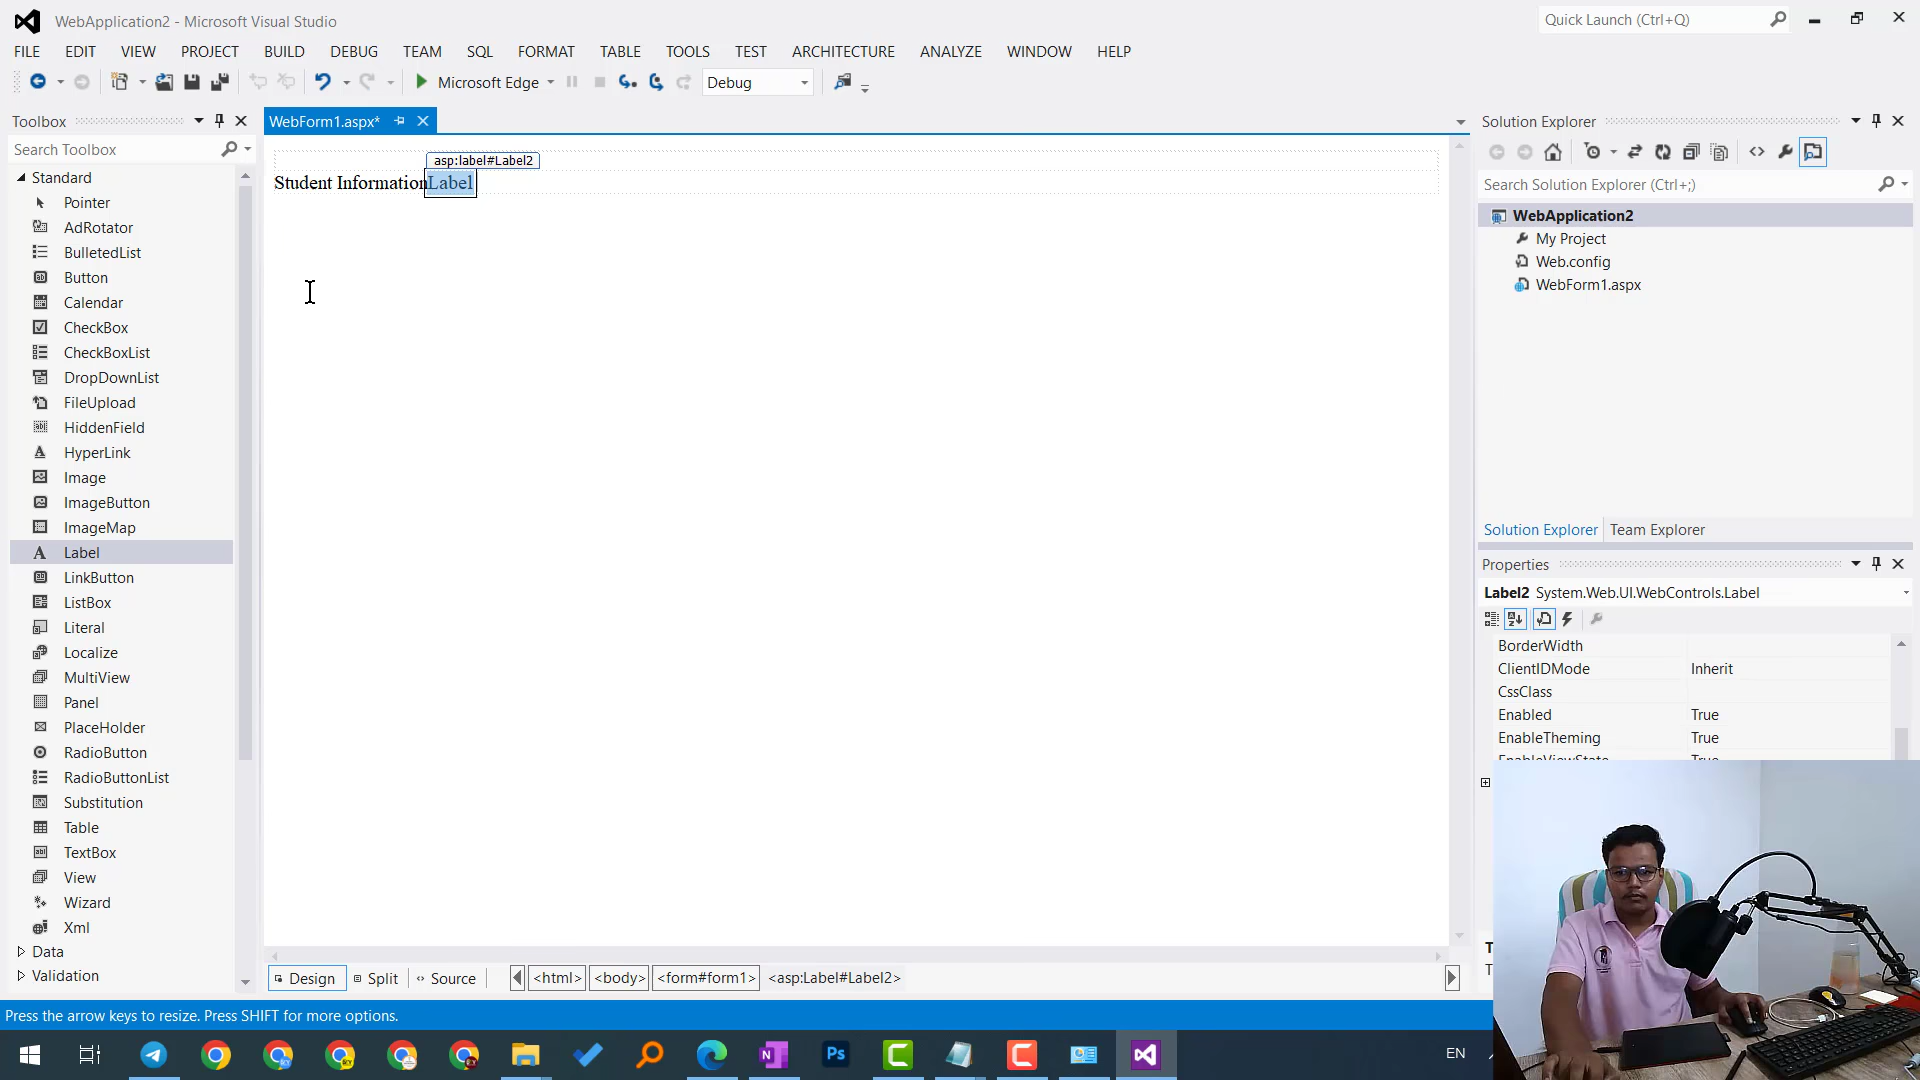 WebApplication2 - Microsoft Visual Studio
Quick Launch (Ctrl+Q)
FILE EDIT VIEW PROJECT BUILD DEBUG TEAM SQL FORMAT TABLE TOOLS TEST ARCHITECTURE ANALYZE WINDOW HELP
Microsoft Edge Debug
Toolbox
Search Toolbox
Standard
Pointer
AdRotator
BulletedList
Button
Calendar
CheckBox
CheckBoxList
DropDownList
FileUpload
HiddenField
HyperLink
Image
ImageButton
ImageMap
Label
LinkButton
ListBox
Literal
Localize
MultiView
Panel
PlaceHolder
RadioButton
RadioButtonList
Substitution
Table
TextBox
View
Wizard
Xml
Data
Validation
WebForm1.aspx*
asp:label#Label2
Student InformationLabel
Design Split Source <html> <body> <form#form1> <asp:Label#Label2>
Solution Explorer
Search Solution Explorer (Ctrl+;)
WebApplication2
My Project
Web.config
WebForm1.aspx
Solution Explorer Team Explorer
Properties
Label2 System.Web.UI.WebControls.Label
BorderWidth
ClientIDMode Inherit
CssClass
Enabled True
EnableTheming True
Press the arrow keys to resize. Press SHIFT for more options.
EN